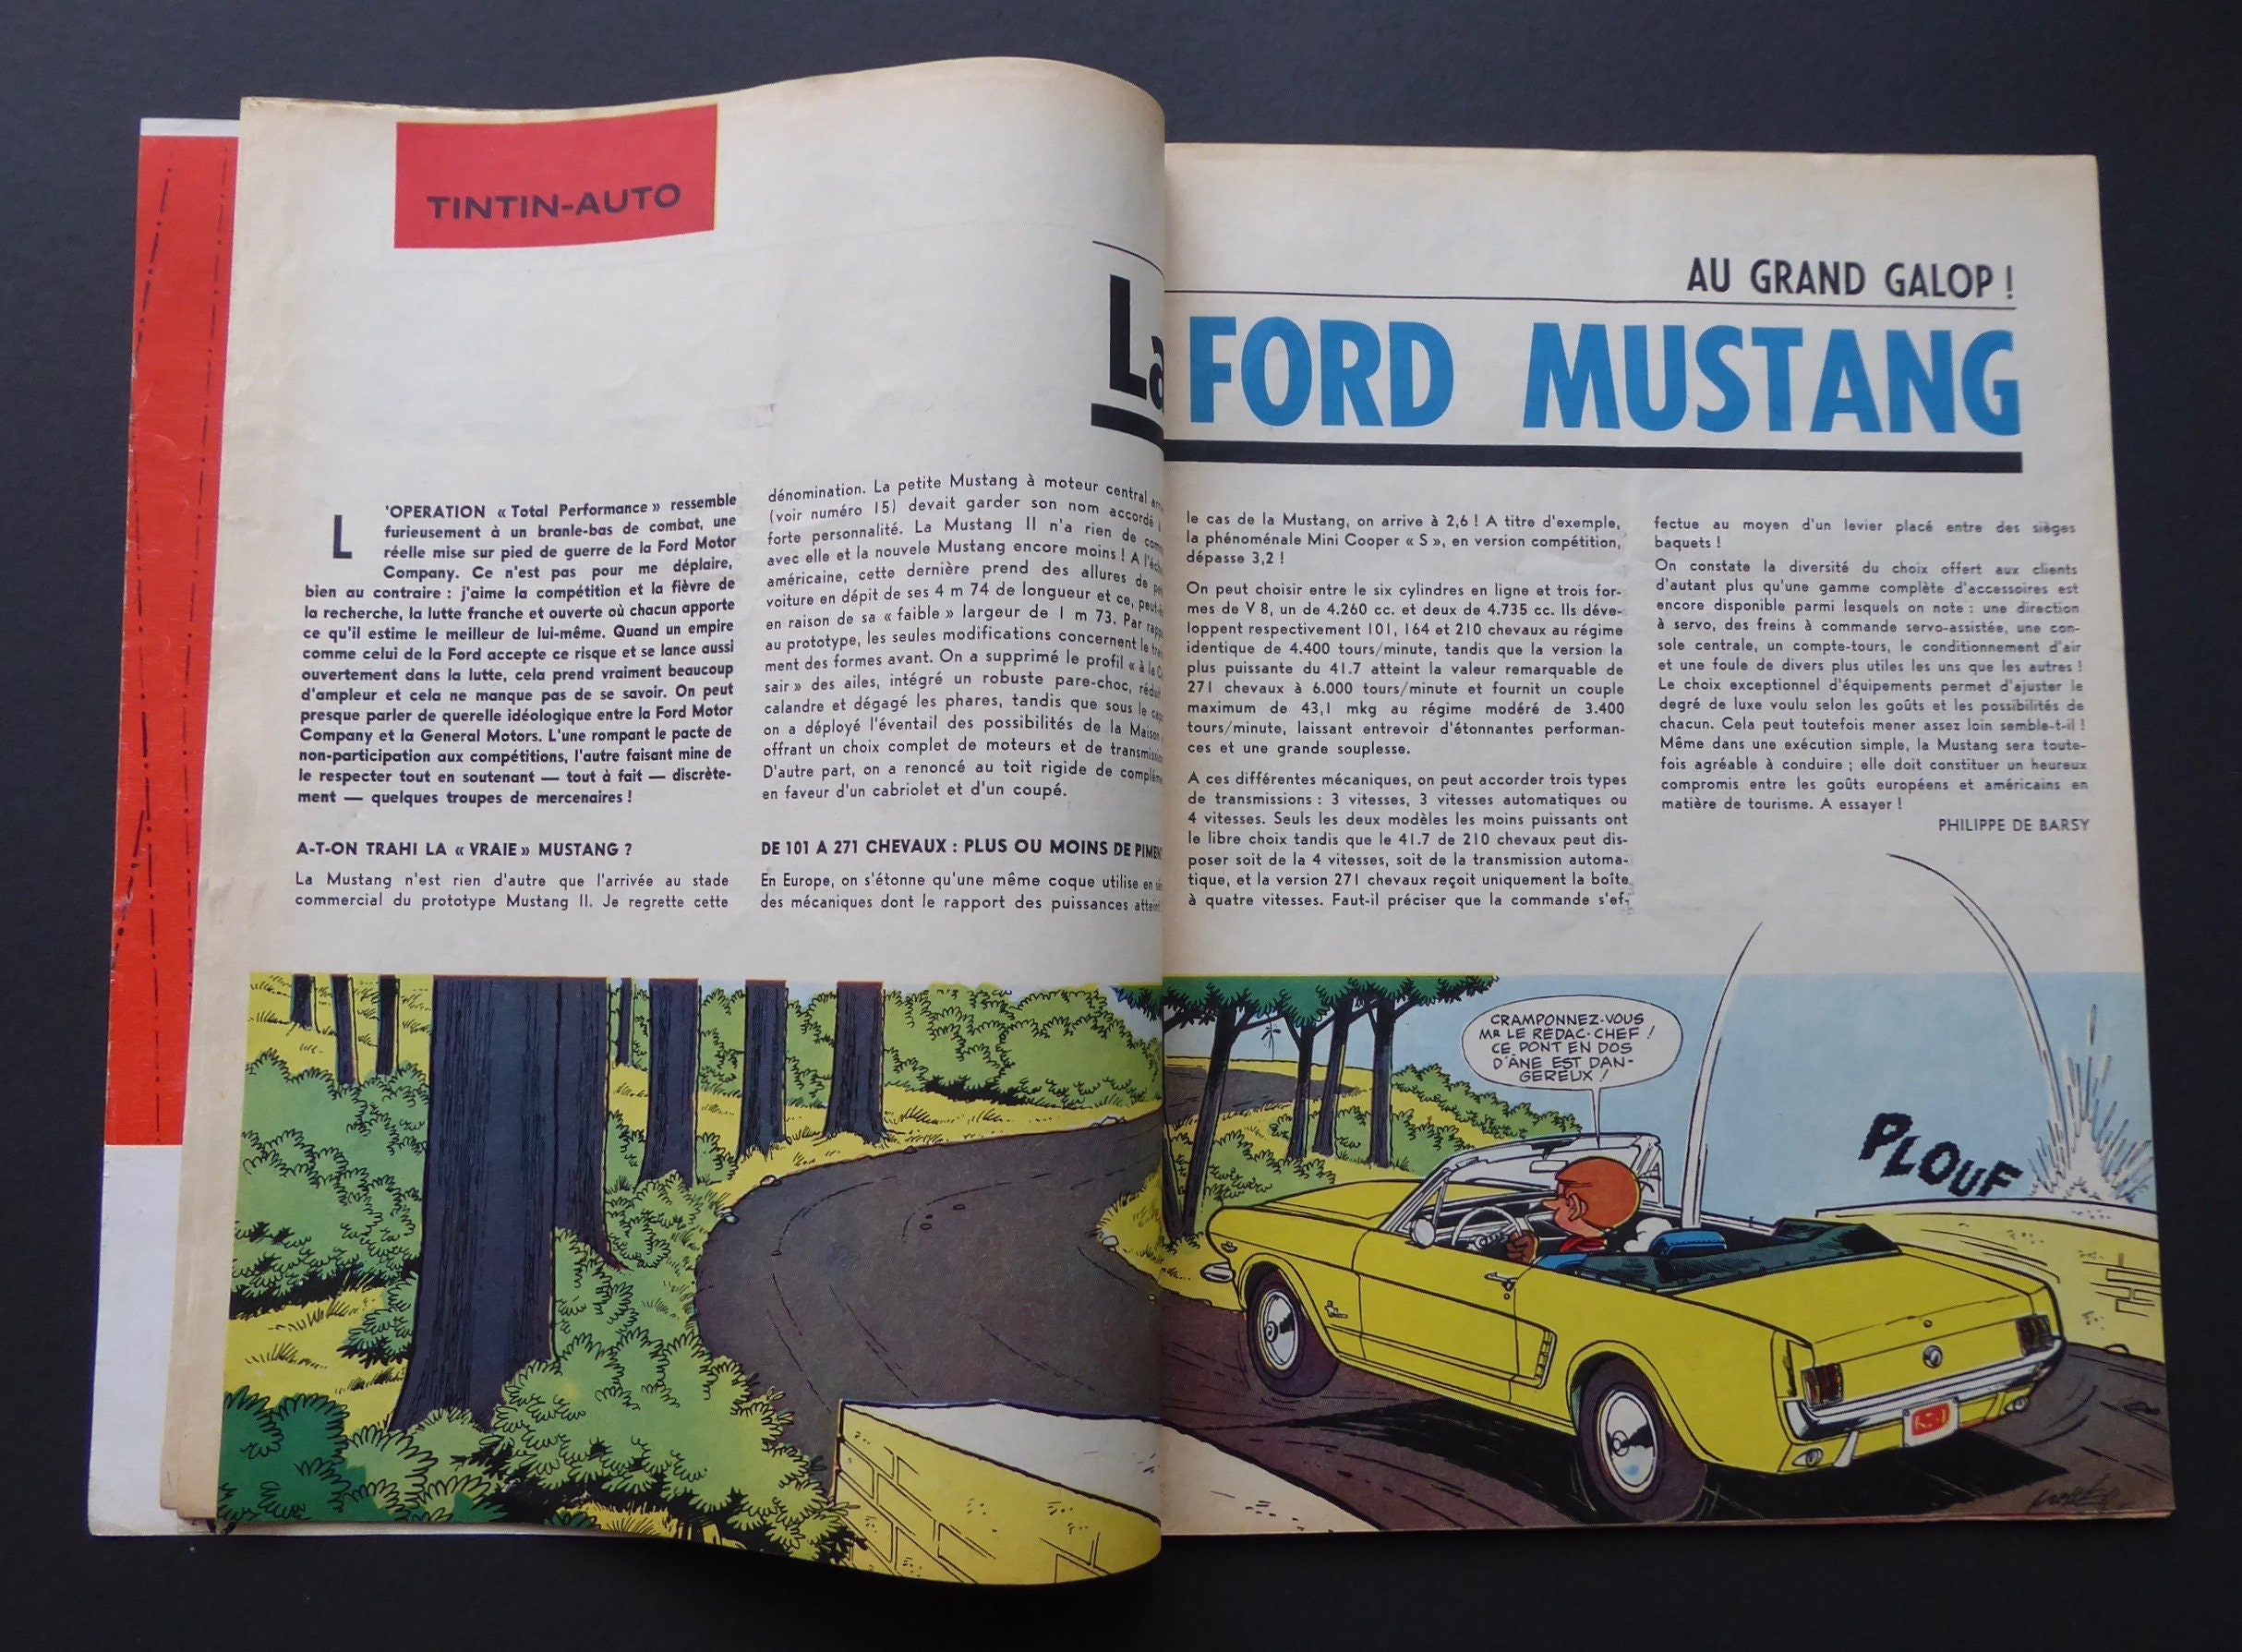 TINTIN-AUTO
AU GRAND GALOP !
La FORD MUSTANG
L'OPERATION « Total Performance » ressemble
furieusement à un branle-bas de combat, une
réelle mise sur pied de guerre de la Ford Motor
Company. Ce n'est pas pour me déplaire,
bien au contraire : j'aime la compétition et la fièvre de
la recherche, la lutte franche et ouverte où chacun apporte
ce qu'il estime le meilleur de lui-même. Quand un empire
comme celui de la Ford accepte ce risque et se lance aussi
ouvertement dans la lutte, cela prend vraiment beaucoup
d'ampleur et cela ne manque pas de se savoir. On peut
presque parler de querelle idéologique entre la Ford Motor
Company et la General Motors. L'une rompant le pacte de
non-participation aux compétitions, l'autre faisant mine de
le respecter tout en soutenant — tout à fait — discrète-
ment — quelques troupes de mercenaires !
A-T-ON TRAHI LA « VRAIE » MUSTANG ?
La Mustang n'est rien d'autre que l'arrivée au stade
commercial du prototype Mustang II. Je regrette cette
dénomination. La petite Mustang à moteur central
(voir numéro 15) devait garder son nom accordé
forte personnalité. La Mustang II n'a rien de
avec elle et la nouvele Mustang encore moins ! A
américaine, cette dernière prend des allures de
voiture en dépit de ses 4 m 74 de longueur et ce,
en raison de sa « faible » largeur de 1 m 73. Par
au prototype, les seules modifications concernent le
ment des formes avant. On a supprimé le profil « à la
sair » des ailes, intégré un robuste pare-choc,
calandre et dégagé les phares, tandis que sous le
on a déployé l'éventail des possibilités de la Maison
offrant un choix complet de moteurs et de
D'autre part, on a renoncé au toit rigide de
en faveur d'un cabriolet et d'un coupé.
DE 101 A 271 CHEVAUX : PLUS OU MOINS DE
En Europe, on s'étonne qu'une même coque utilise en
des mécaniques dont le rapport des puissances
le cas de la Mustang, on arrive à 2,6 ! A titre d'exemple,
la phénoménale Mini Cooper « S », en version compétition,
dépasse 3,2 !
On peut choisir entre le six cylindres en ligne et trois for-
mes de V 8, un de 4.260 cc. et deux de 4.735 cc. Ils déve-
loppent respectivement 101, 164 et 210 chevaux au régime
identique de 4.400 tours/minute, tandis que la version la
plus puissante du 41.7 atteint la valeur remarquable de
271 chevaux à 6.000 tours/minute et fournit un couple
maximum de 43,1 mkg au régime modéré de 3.400
tours/minute, laissant entrevoir d'étonnantes performan-
ces et une grande souplesse.
A ces différentes mécaniques, on peut accorder trois types
de transmissions : 3 vitesses, 3 vitesses automatiques ou
4 vitesses. Seuls les deux modèles les moins puissants ont
le libre choix tandis que le 41.7 de 210 chevaux peut dis-
poser soit de la 4 vitesses, soit de la transmission automa-
tique, et la version 271 chevaux reçoit uniquement la boîte
à quatre vitesses. Faut-il préciser que la commande s'ef-
fectue au moyen d'un levier placé entre des sièges
baquets !
On constate la diversité du choix offert aux clients
d'autant plus qu'une gamme complète d'accessoires est
encore disponible parmi lesquels on note : une direction
à servo, des freins à commande servo-assistée, une con-
sole centrale, un compte-tours, le conditionnement d'air
et une foule de divers plus utiles les uns que les autres !
Le choix exceptionnel d'équipements permet d'ajuster le
degré de luxe voulu selon les goûts et les possibilités de
chacun. Cela peut toutefois mener assez loin semble-t-il !
Même dans une exécution simple, la Mustang sera toute-
fois agréable à conduire ; elle doit constituer un heureux
compromis entre les goûts européens et américains en
matière de tourisme. A essayer !
PHILIPPE DE BARSY
CRAMPONNEZ-VOUS
MR LE RÉDAC-CHEF !
CE PONT EN DOS
D'ÂNE EST DAN-
GEREUX !
PLOUF